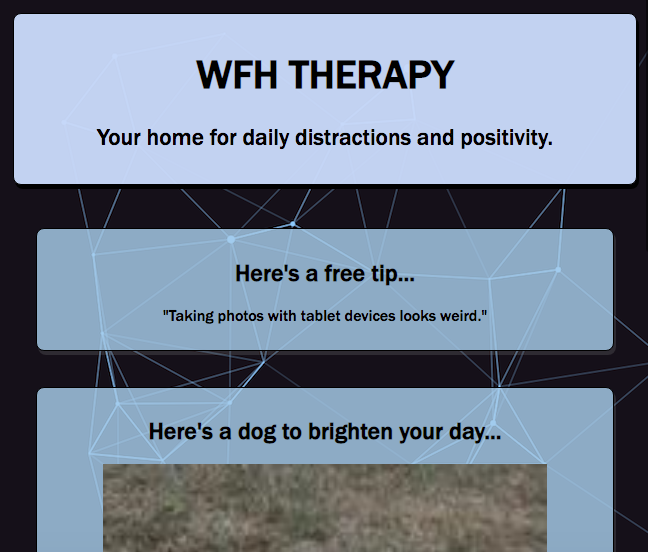 WFH THERAPY
Your home for daily distractions and positivity.
Here's a free tip...
"Taking photos with tablet devices looks weird."
Here's a dog to brighten your day...